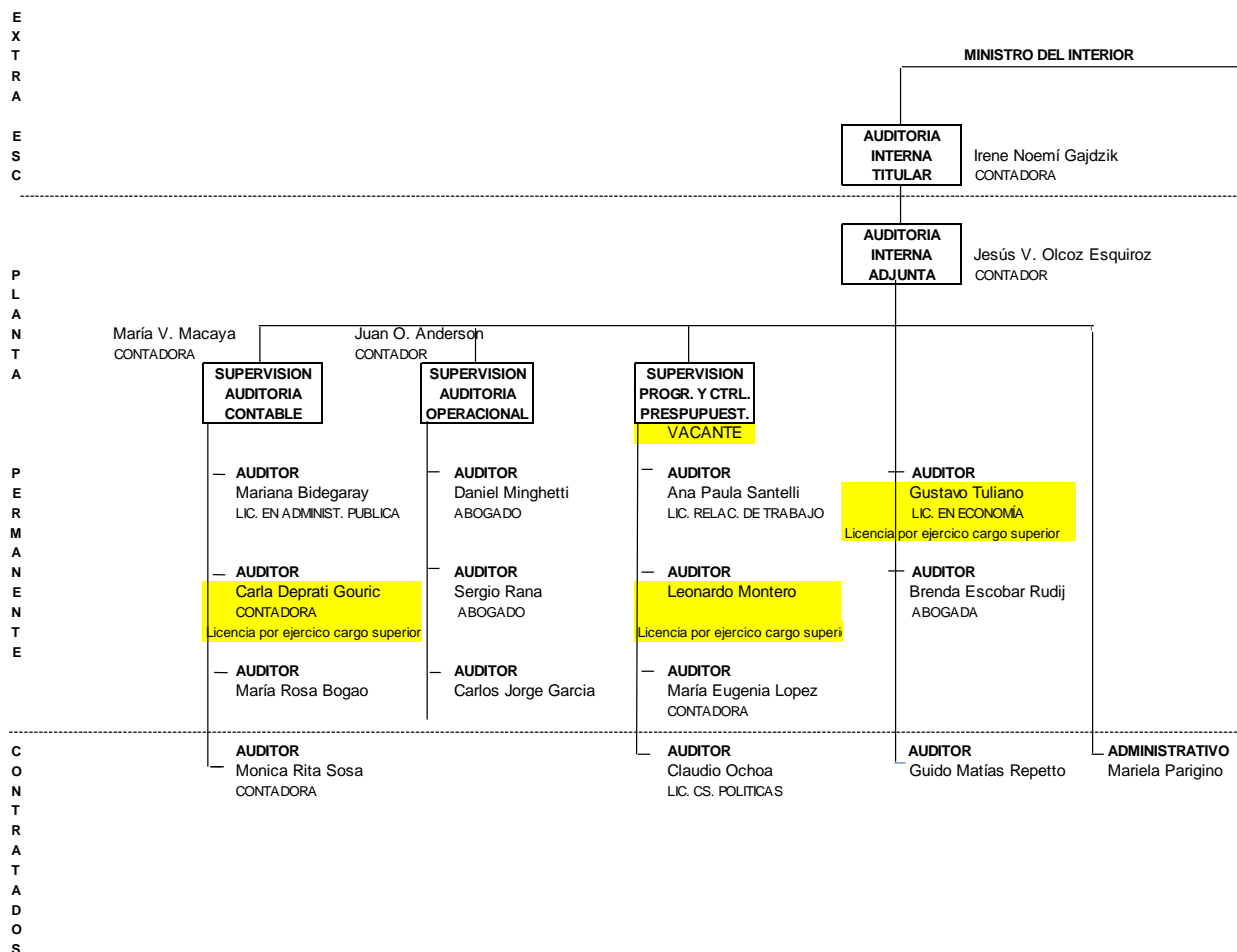 EXTRA ESC
MINISTRO DEL INTERIOR
AUDITORIA
INTERNA
TITULAR
Irene Noemí Gajdzik
CONTADORA
PLANTA PERMANENTE
AUDITORIA
INTERNA
ADJUNTA
Jesús V. Olcoz Esquiroz
CONTADOR
María V. Macaya
CONTADORA
SUPERVISION
AUDITORIA
CONTABLE
Juan O. Anderson
CONTADOR
SUPERVISION
AUDITORIA
OPERACIONAL
SUPERVISION
PROGR. Y CTRL.
PRESPUPUEST.
VACANTE
AUDITOR
Mariana Bidegaray
LIC. EN ADMINIST. PUBLICA
AUDITOR
Daniel Minghetti
ABOGADO
AUDITOR
Ana Paula Santelli
LIC. RELAC. DE TRABAJO
AUDITOR
Gustavo Tuliano
LIC. EN ECONOMÍA
Licencia por ejercico cargo superior
AUDITOR
Carla Deprati Gouric
CONTADORA
Licencia por ejercico cargo superior
AUDITOR
Sergio Rana
ABOGADO
AUDITOR
Leonardo Montero
Licencia por ejercico cargo superi
AUDITOR
Brenda Escobar Rudij
ABOGADA
AUDITOR
María Rosa Bogao
AUDITOR
Carlos Jorge Garcia
AUDITOR
María Eugenia Lopez
CONTADORA
CONTRATADOS
AUDITOR
Monica Rita Sosa
CONTADORA
AUDITOR
Claudio Ochoa
LIC. CS. POLITICAS
AUDITOR
Guido Matías Repetto
ADMINISTRATIVO
Mariela Parigino